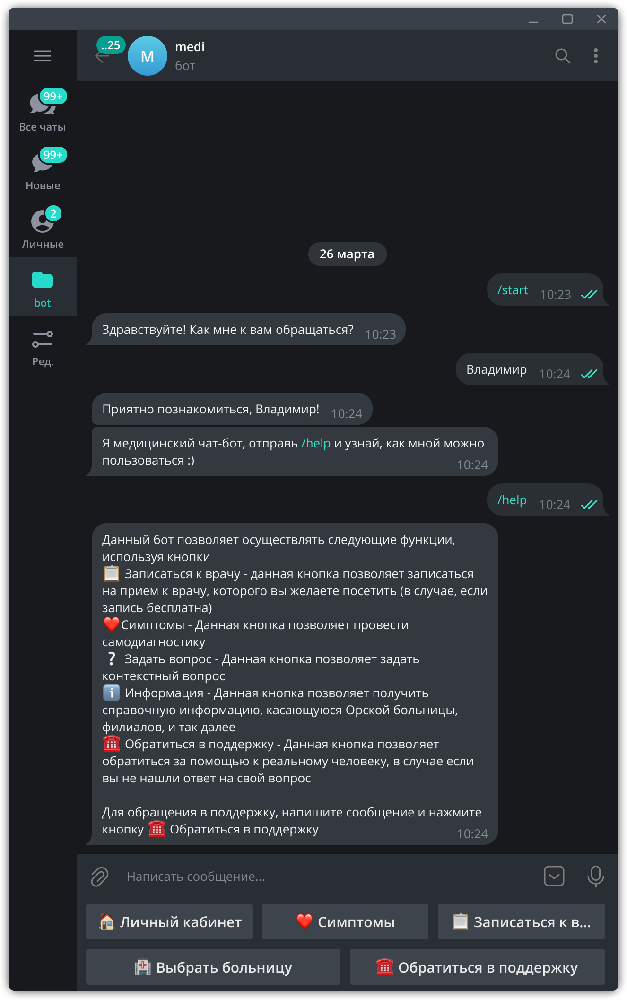 ..25
M
medi
бот
99+
Все чаты
99+
Новые
2
Личные
bot
Ред.
26 марта
/start 10:23
Здравствуйте! Как мне к вам обращаться? 10:23
Владимир 10:24
Приятно познакомиться, Владимир! 10:24
Я медицинский чат-бот, отправь /help и узнай, как мной можно
пользоваться :) 10:24
/help 10:24
Данный бот позволяет осуществлять следующие функции,
используя кнопки
📋 Записаться к врачу - данная кнопка позволяет записаться
на прием к врачу, которого вы желаете посетить (в случае, если
запись бесплатна)
❤️Симптомы - Данная кнопка позволяет провести
самодиагностику
❔ Задать вопрос - Данная кнопка позволяет задать
контекстный вопрос
ℹ️ Информация - Данная кнопка позволяет получить
справочную информацию, касающуюся Орской больницы,
филиалов, и так далее
☎️ Обратиться в поддержку - Данная кнопка позволяет
обратиться за помощью к реальному человеку, в случае если
вы не нашли ответ на свой вопрос
Для обращения в поддержку, напишите сообщение и нажмите
кнопку ☎️ Обратиться в поддержку 10:24
Написать сообщение...
🏠 Личный кабинет
❤️ Симптомы
📋 Записаться к в...
🏥 Выбрать больницу
☎️ Обратиться в поддержку